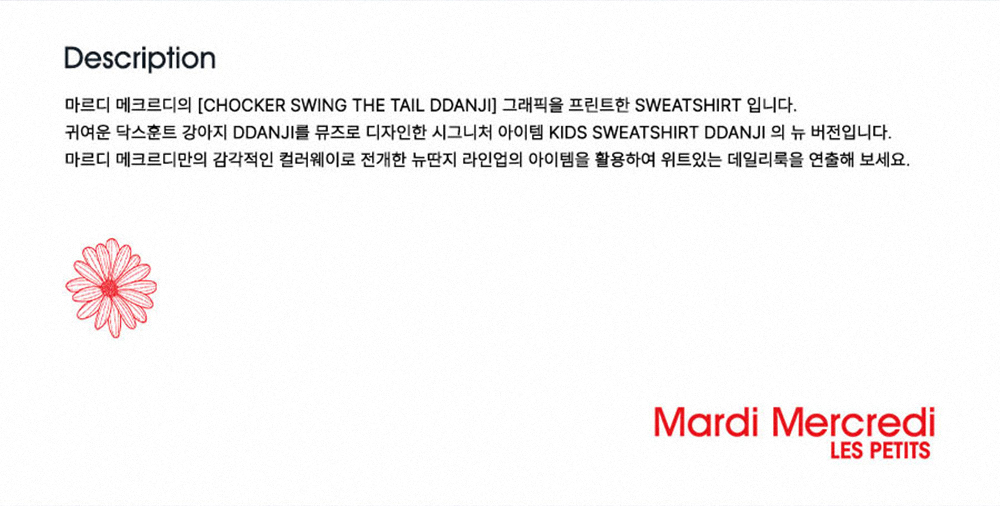 Description
마르디 메크르디의 [CHOCKER SWING THE TAIL DDANJI] 그래픽을 프린트한 SWEATSHIRT 입니다.
귀여운 닥스훈트 강아지 DDANJI를 뮤즈로 디자인한 시그니처 아이템 KIDS SWEATSHIRT DDANJI 의 뉴 버전입니다.
마르디 메크르디만의 감각적인 컬러웨이로 전개한 뉴딴지 라인업의 아이템을 활용하여 위트있는 데일리룩을 연출해 보세요.
Mardi Mercredi
LES PETITS